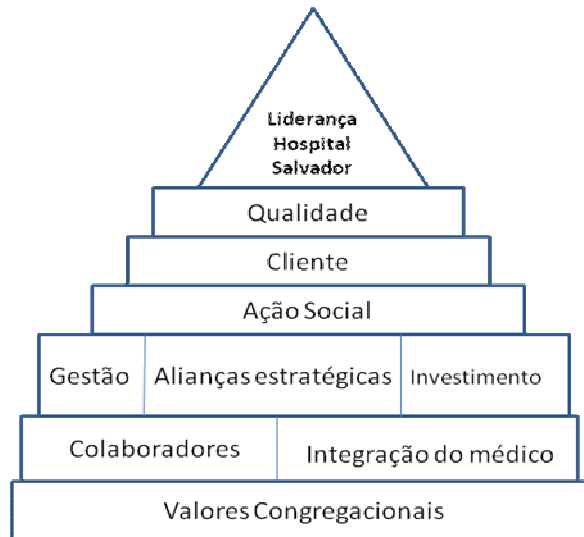 Liderança
Hospital
Salvador
Qualidade
Cliente
Ação Social
Gestão Alianças estratégicas Investimento
Colaboradores Integração do médico
Valores Congregacionais